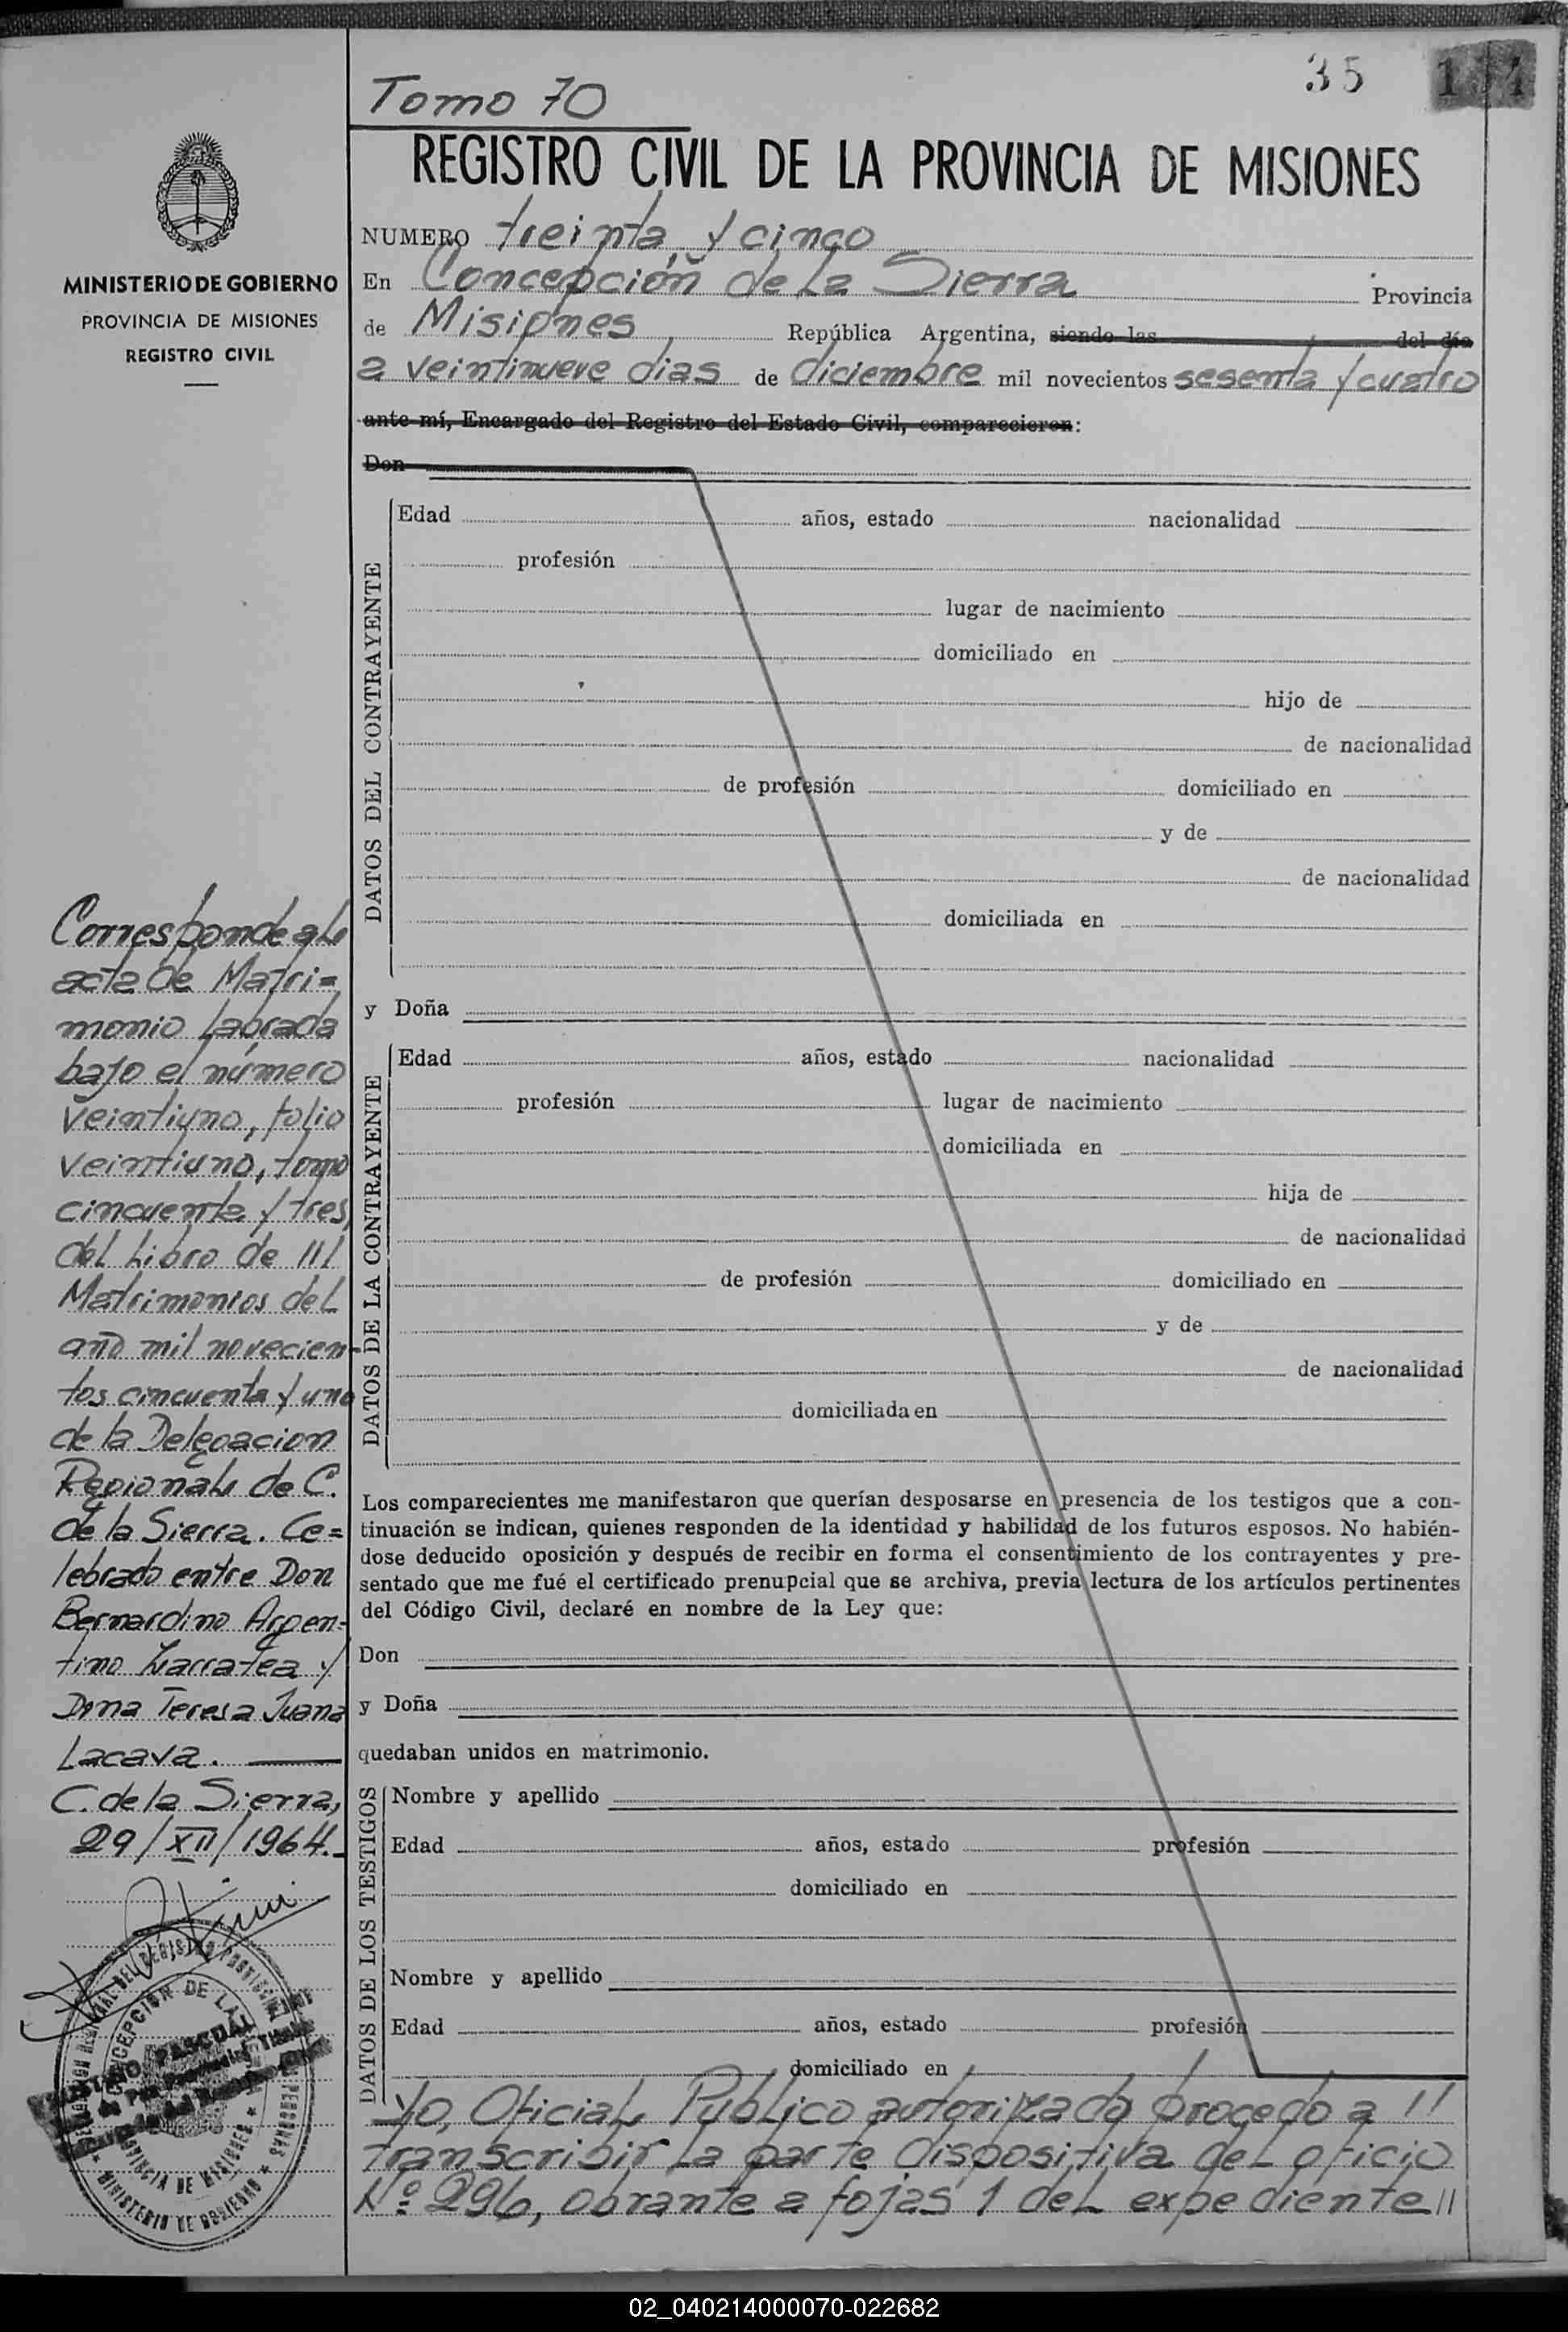 35
Tomo 70
REGISTRO CIVIL DE LA PROVINCIA DE MISIONES
NUMERO treinta y cinco
En Concepción de La Sierra Provincia
de Misiones República Argentina, siendo las del día
a veintinueve dias de diciembre mil novecientos sesenta y cuatro
ante mí, Encargado del Registro del Estado Civil, comparecieron:
Don
MINISTERIO DE GOBIERNO
PROVINCIA DE MISIONES
REGISTRO CIVIL
DATOS DEL CONTRAYENTE
Edad años, estado nacionalidad
profesión
lugar de nacimiento
domiciliado en
hijo de
de nacionalidad
de profesión domiciliado en
y de
de nacionalidad
domiciliada en
y Doña
DATOS DE LA CONTRAYENTE
Edad años, estado nacionalidad
profesión lugar de nacimiento
domiciliada en
hija de
de nacionalidad
de profesión domiciliado en
y de
de nacionalidad
domiciliada en
Los comparecientes me manifestaron que querían desposarse en presencia de los testigos que a con-
tinuación se indican, quienes responden de la identidad y habilidad de los futuros esposos. No habién-
dose deducido oposición y después de recibir en forma el consentimiento de los contrayentes y pre-
sentado que me fué el certificado prenupcial que se archiva, previa lectura de los artículos pertinentes
del Código Civil, declaré en nombre de la Ley que:
Don
y Doña
quedaban unidos en matrimonio.
DATOS DE LOS TESTIGOS
Nombre y apellido
Edad años, estado profesión
domiciliado en
Nombre y apellido
Edad años, estado profesión
domiciliado en
Yo, Oficial Publico autorizado procedo a //
transcribir La parte dispositiva del oficio
Nº 296, obrante a fojas 1 del expediente //
Corresponde al
acta de Matri=
monio Labrada
bajo el número
veintiuno, folio
veintiuno, tomo
cincuenta y tres,
del Libro de ///
Matrimonios del
año mil novecien-
tos cincuenta y uno
de la Delegacion
Regional de C.
de la Sierra. Ce=
lebrado entre Don
Bernardino Argen-
tino Larratea y
Dona Teresa Juana
Lacava.
C. de la Sierra,
29/XII/1964.
CONCEPCION DE LA
PASCUAL
PROVINCIA DE MISIONES
MINISTERIO DE GOBIERNO
02_040214000070-022682